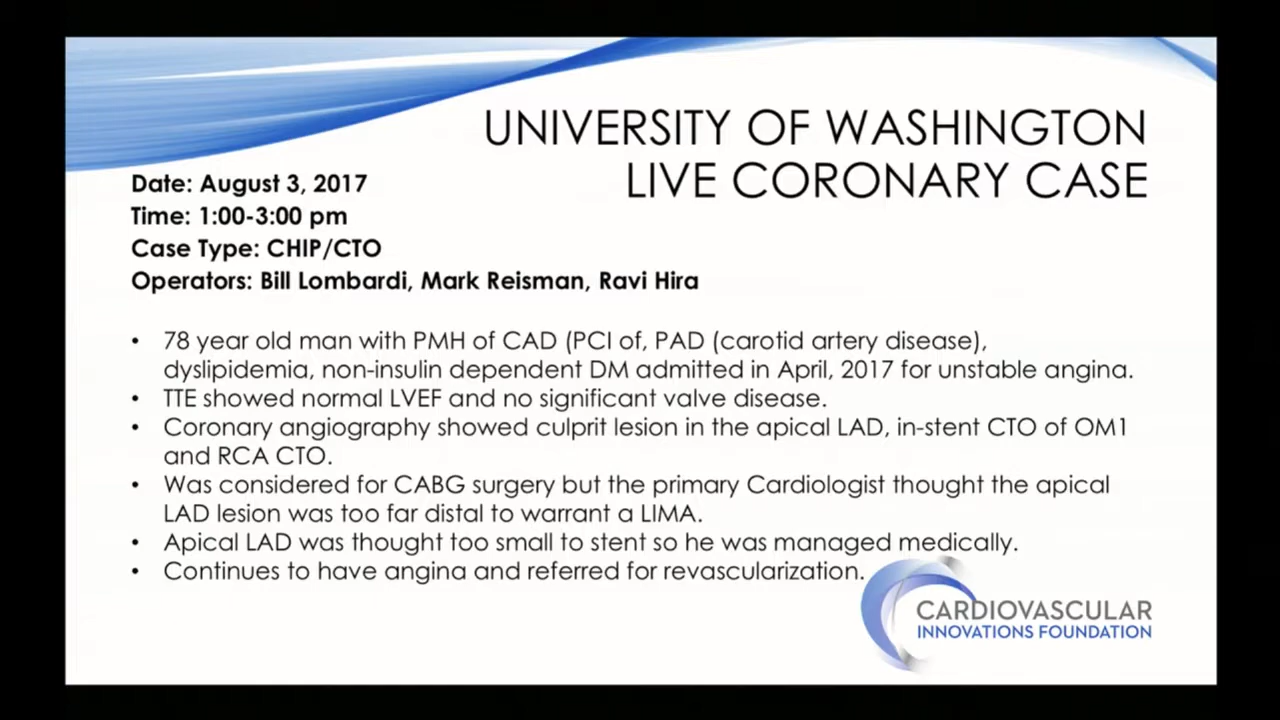 UNIVERSITY OF WASHINGTON
LIVE CORONARY CASE
Date: August 3, 2017
Time: 1:00-3:00 pm
Case Type: CHIP/CTO
Operators: Bill Lombardi, Mark Reisman, Ravi Hira
• 78 year old man with PMH of CAD (PCI of, PAD (carotid artery disease),
dyslipidemia, non-insulin dependent DM admitted in April, 2017 for unstable angina.
• TTE showed normal LVEF and no significant valve disease.
• Coronary angiography showed culprit lesion in the apical LAD, in-stent CTO of OM1
and RCA CTO.
• Was considered for CABG surgery but the primary Cardiologist thought the apical
LAD lesion was too far distal to warrant a LIMA.
• Apical LAD was thought too small to stent so he was managed medically.
• Continues to have angina and referred for revascularization.
CARDIOVASCULAR
INNOVATIONS FOUNDATION